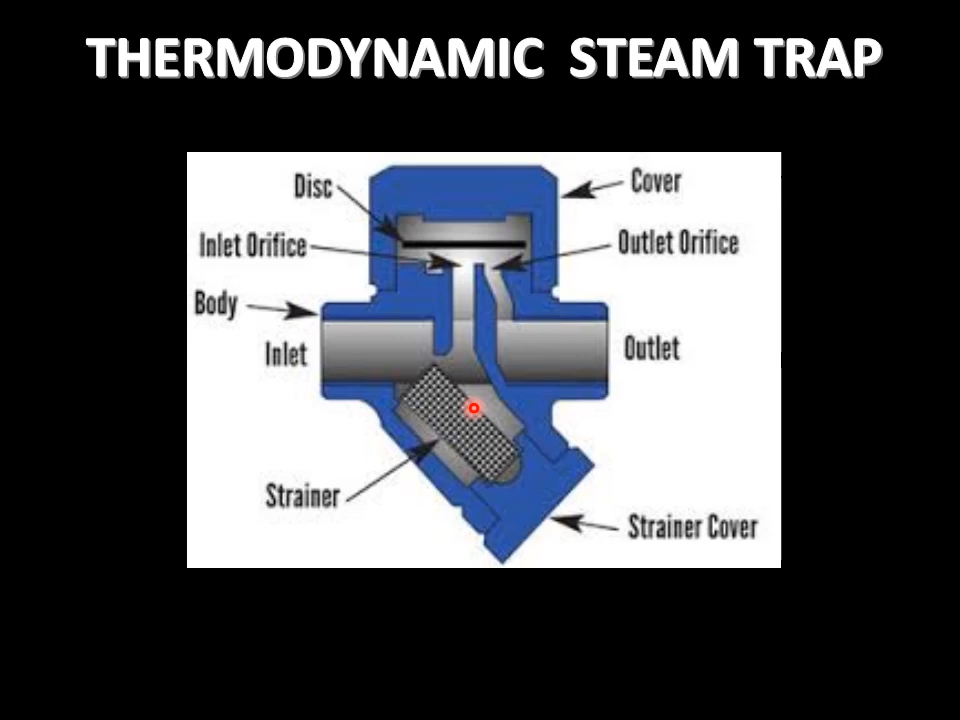 THERMODYNAMIC STEAM TRAP
Disc
Cover
Inlet Orifice
Outlet Orifice
Body
Inlet
Outlet
Strainer
Strainer Cover